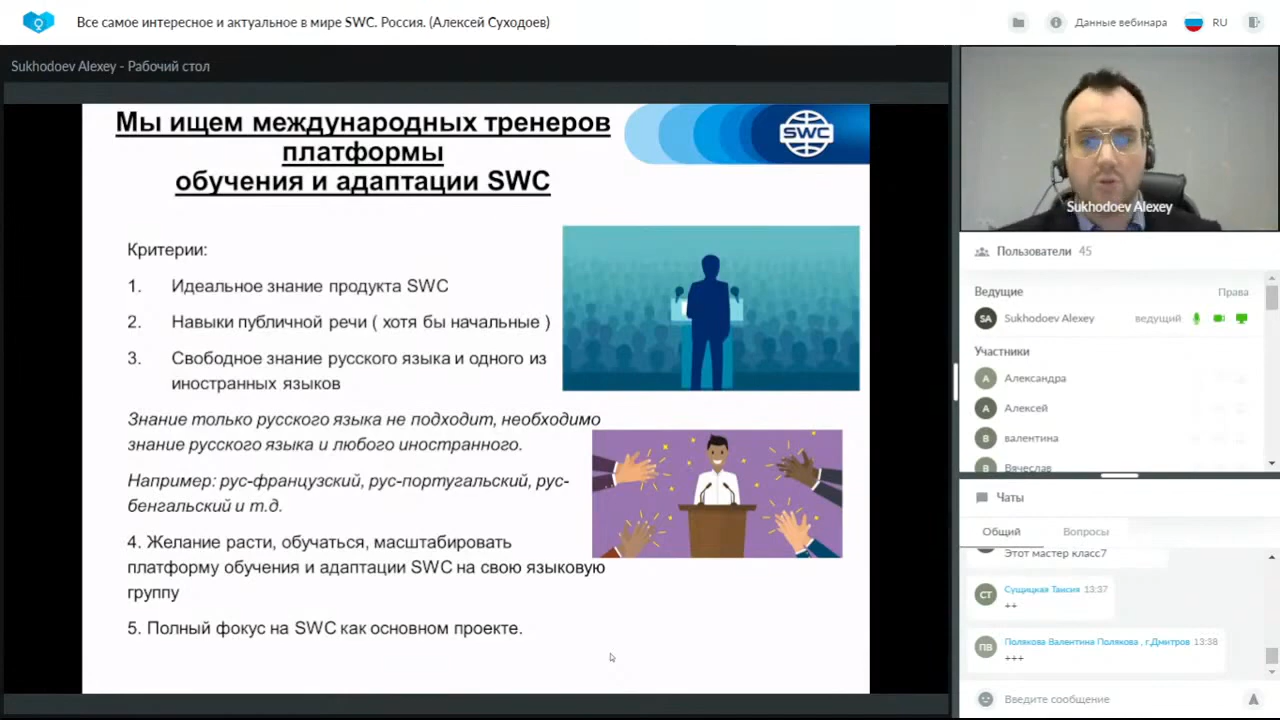 Все самое интересное и актуальное в мире SWC. Россия. (Алексей Суходоев)
Данные вебинара
RU
Sukhodoev Alexey - Рабочий стол
Мы ищем международных тренеров
платформы
обучения и адаптации SWC
SWC
Критерии:
1. Идеальное знание продукта SWC
2. Навыки публичной речи ( хотя бы начальные )
3. Свободное знание русского языка и одного из
иностранных языков
Знание только русского языка не подходит, необходимо
знание русского языка и любого иностранного.
Например: рус-французский, рус-португальский, рус-
бенгальский и т.д.
4. Желание расти, обучаться, масштабировать
платформу обучения и адаптации SWC на свою языковую
группу
5. Полный фокус на SWC как основном проекте.
Sukhodoev Alexey
Пользователи 45
Ведущие
Права
SA Sukhodoev Alexey ведущий
Участники
А Александра
А Алексей
В валентина
В Вячеслав
Чаты
Общий
Вопросы
Этот мастер класс7
СТ Сущицкая Таисия 13:37
++
ПВ Полякова Валентина Полякова , г.Дмитров 13:38
+++
Введите сообщение